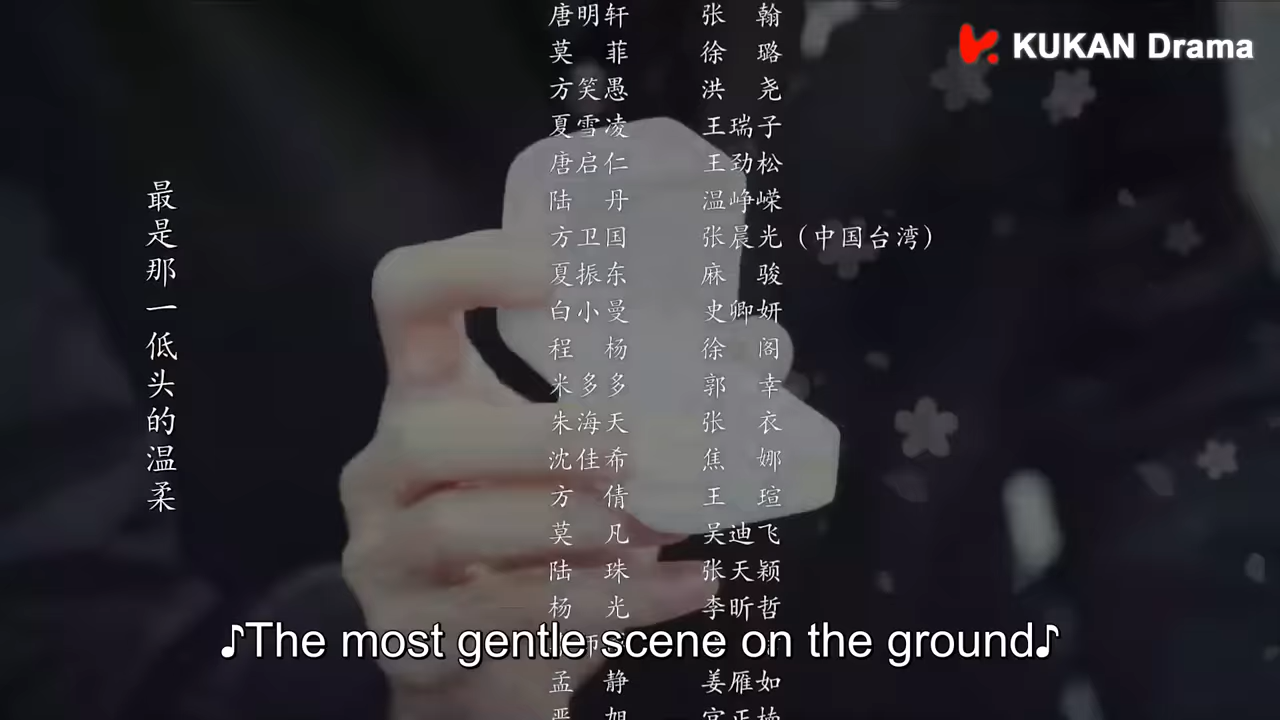 KUKAN Drama
最是那一低头的温柔
唐明轩 张翰
莫菲 徐璐
方笑愚 洪尧
夏雪凌 王瑞子
唐启仁 王劲松
陆丹 温峥嵘
方卫国 张晨光（中国台湾）
夏振东 麻骏
白小曼 史卿妍
程杨 徐阁
米多多 郭幸
朱海天 张衣
沈佳希 焦娜
方倩 王瑄
莫凡 吴迪飞
陆珠 张天颖
杨光 李昕哲
♪The most gentle scene on the ground♪
孟静 姜雁如